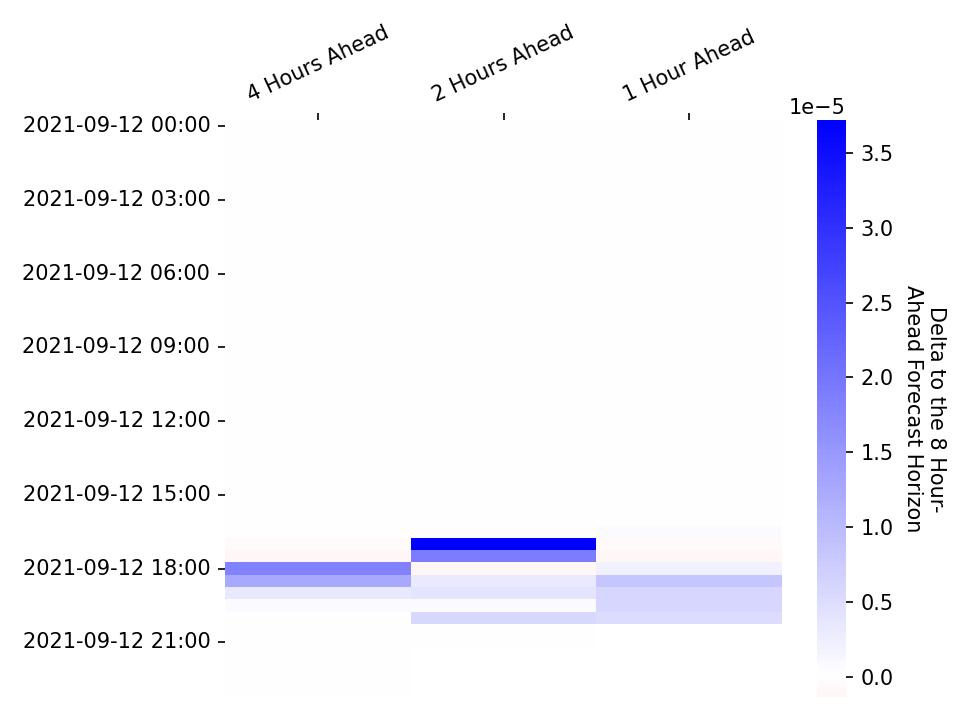 4 Hours Ahead
2 Hours Ahead
1 Hour Ahead
1e−5
2021-09-12 00:00
2021-09-12 03:00
2021-09-12 06:00
2021-09-12 09:00
2021-09-12 12:00
2021-09-12 15:00
2021-09-12 18:00
2021-09-12 21:00
3.5
3.0
2.5
2.0
1.5
1.0
0.5
0.0
Delta to the 8 Hour-
Ahead Forecast Horizon